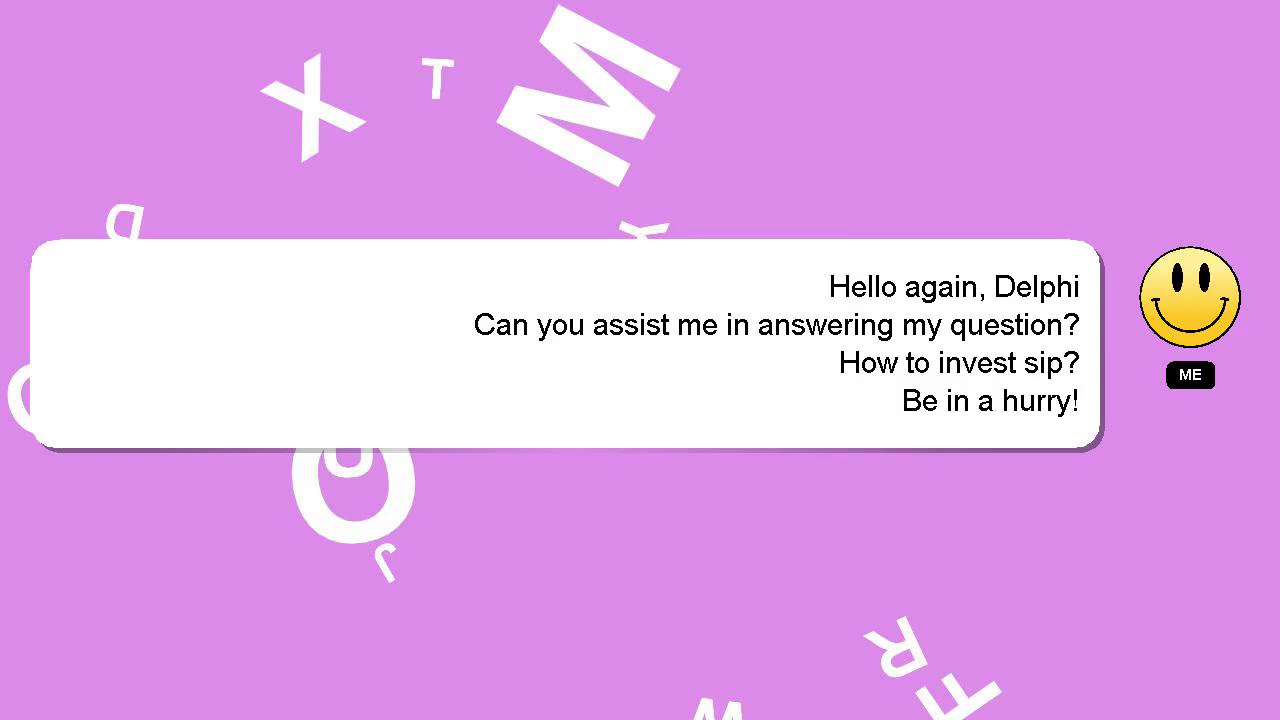 X
T
M
D
Y
Hello again, Delphi
Can you assist me in answering my question?
How to invest sip?
Be in a hurry!
ME
J
R
F
W